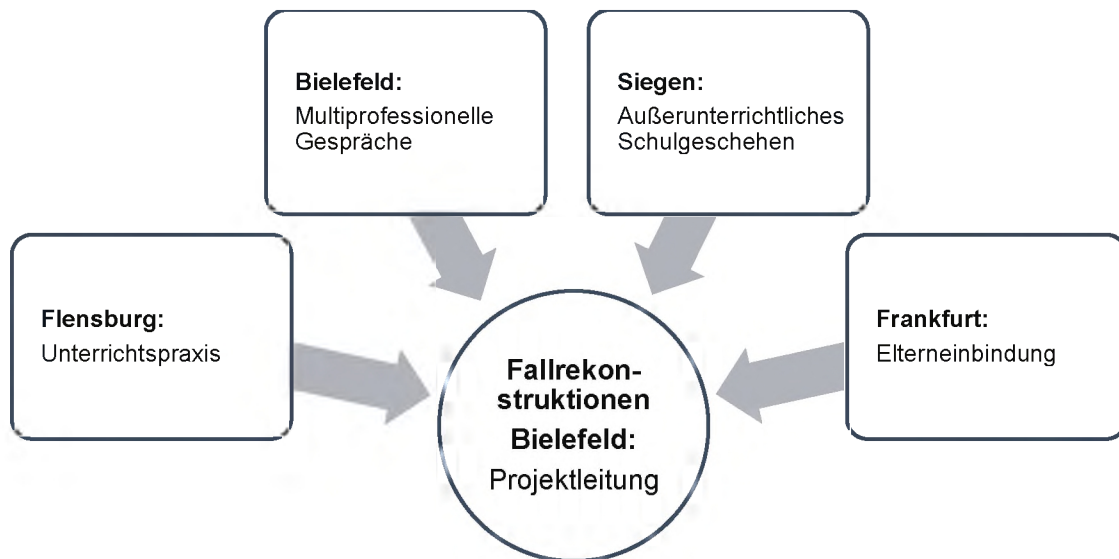 Bielefeld:
Multiprofessionelle
Gespräche
Siegen:
Außerunterrichtliches
Schulgeschehen
Flensburg:
Unterrichtspraxis
Frankfurt:
Elterneinbindung
Fallrekon-
struktionen
Bielefeld:
Projektleitung